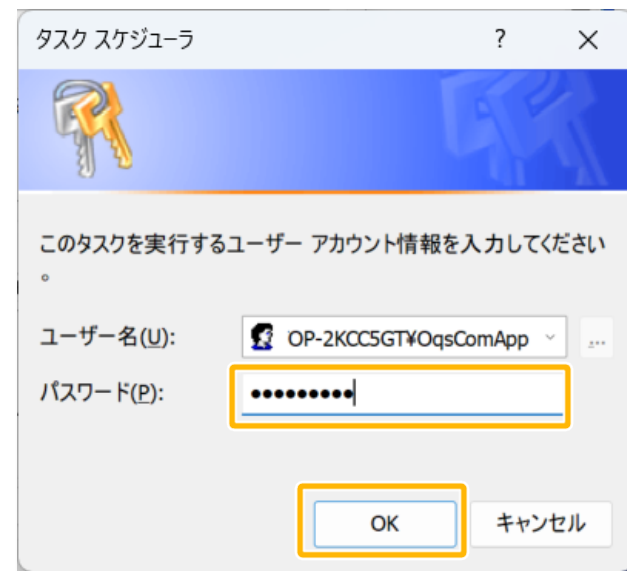 タスク スケジューラ ? ×
このタスクを実行するユーザー アカウント情報を入力してください
。
ユーザー名(U): OP-2KCC5GT¥OqsComApp ...
パスワード(P): ●●●●●●●●●
OK キャンセル